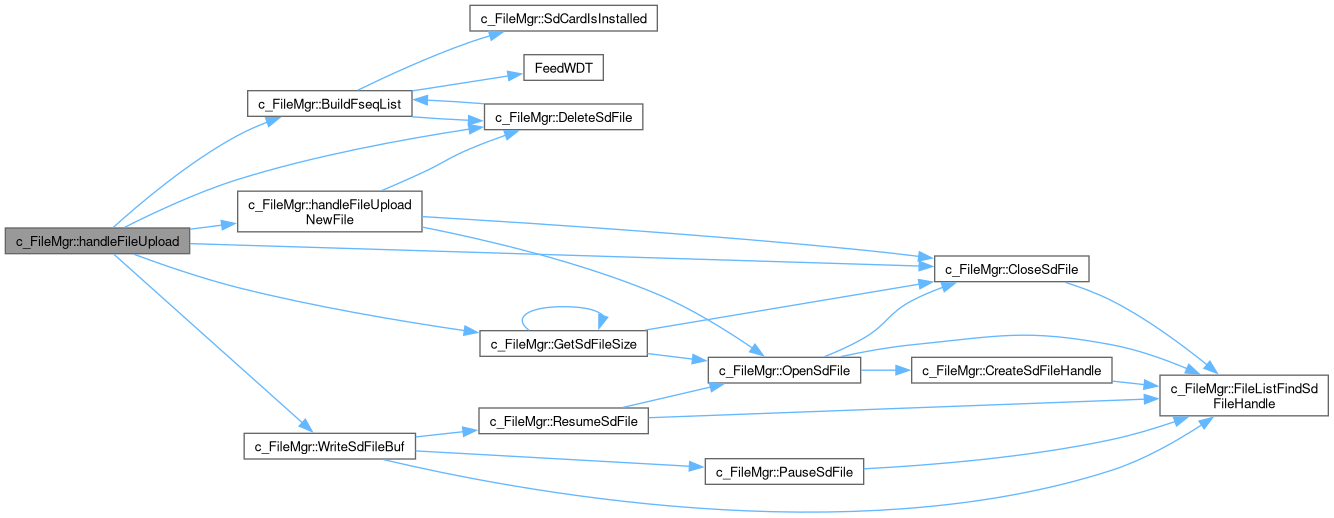 c_FileMgr::SdCardIsInstalled
FeedWDT
c_FileMgr::BuildFseqList
c_FileMgr::DeleteSdFile
c_FileMgr::handleFileUpload
NewFile
c_FileMgr::handleFileUpload
c_FileMgr::CloseSdFile
c_FileMgr::GetSdFileSize
c_FileMgr::OpenSdFile
c_FileMgr::CreateSdFileHandle
c_FileMgr::FileListFindSd
FileHandle
c_FileMgr::ResumeSdFile
c_FileMgr::WriteSdFileBuf
c_FileMgr::PauseSdFile